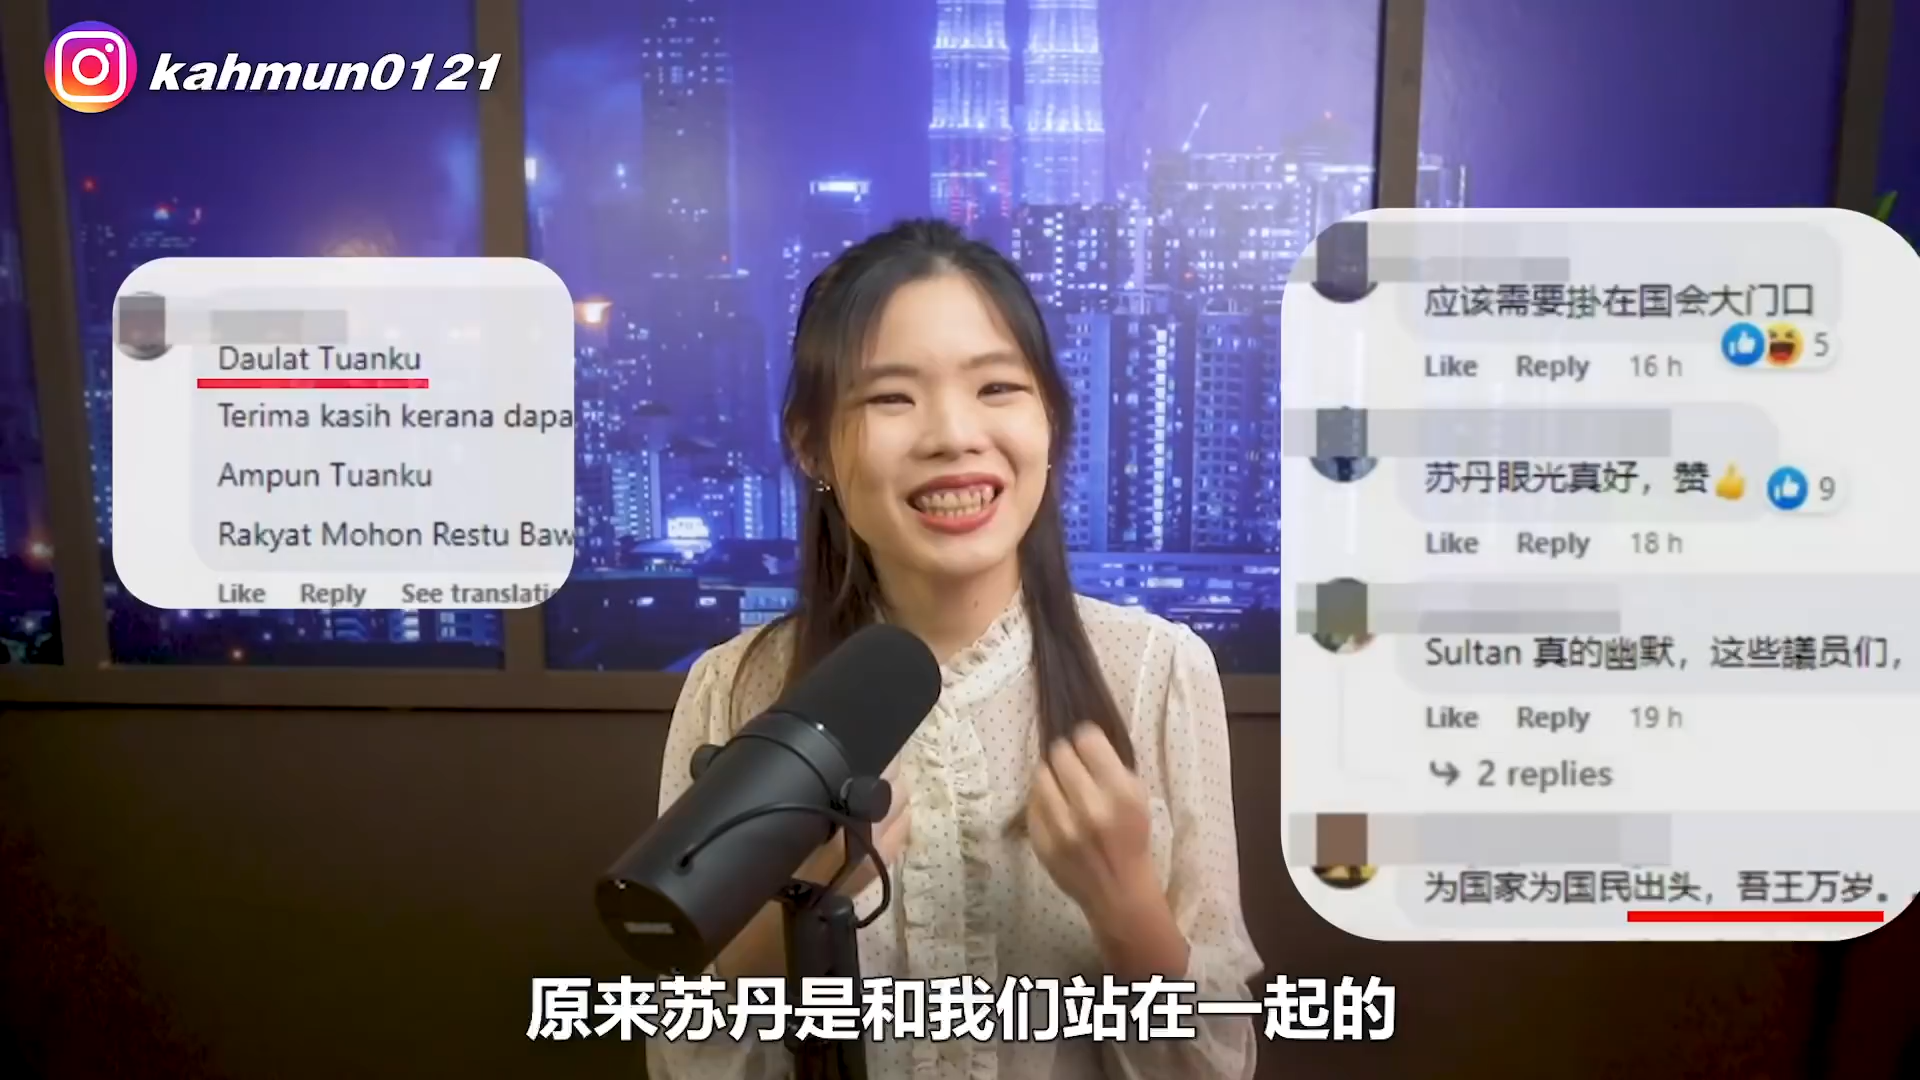 kahmun0121
Daulat Tuanku
Terima kasih kerana dapa
Ampun Tuanku
Rakyat Mohon Restu Baw
Like Reply See translatio
应该需要掛在国会大门口
5
Like Reply 16 h
苏丹眼光真好，赞👍
9
Like Reply 18 h
Sultan 真的幽默，这些議员们，
Like Reply 19 h
2 replies
为国家为国民出头，吾王万岁。
原来苏丹是和我们站在一起的